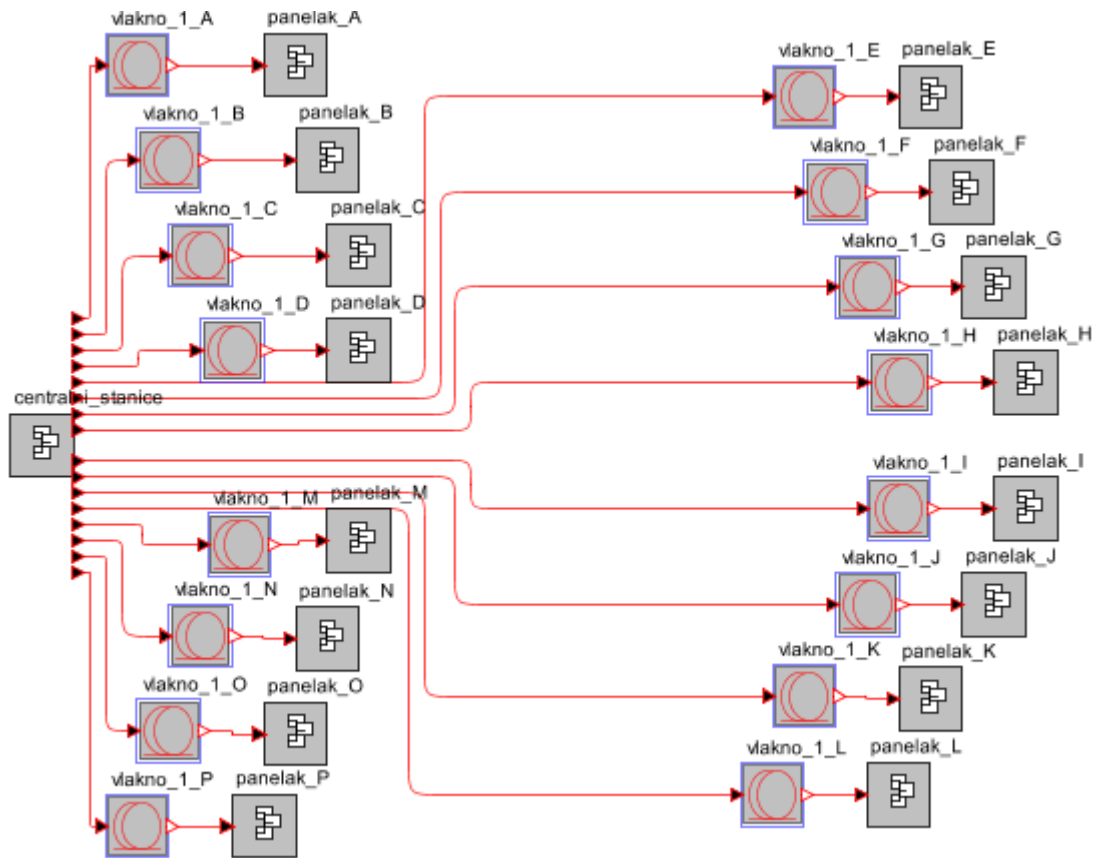 vlakno_1_A
panelak_A
vlakno_1_B
panelak_B
vlakno_1_C
panelak_C
vlakno_1_D
panelak_D
vlakno_1_E
panelak_E
vlakno_1_F
panelak_F
vlakno_1_G
panelak_G
vlakno_1_H
panelak_H
centralni_stanice
vlakno_1_I
panelak_I
vlakno_1_J
panelak_J
vlakno_1_K
panelak_K
vlakno_1_L
panelak_L
vlakno_1_M
panelak_M
vlakno_1_N
panelak_N
vlakno_1_O
panelak_O
vlakno_1_P
panelak_P